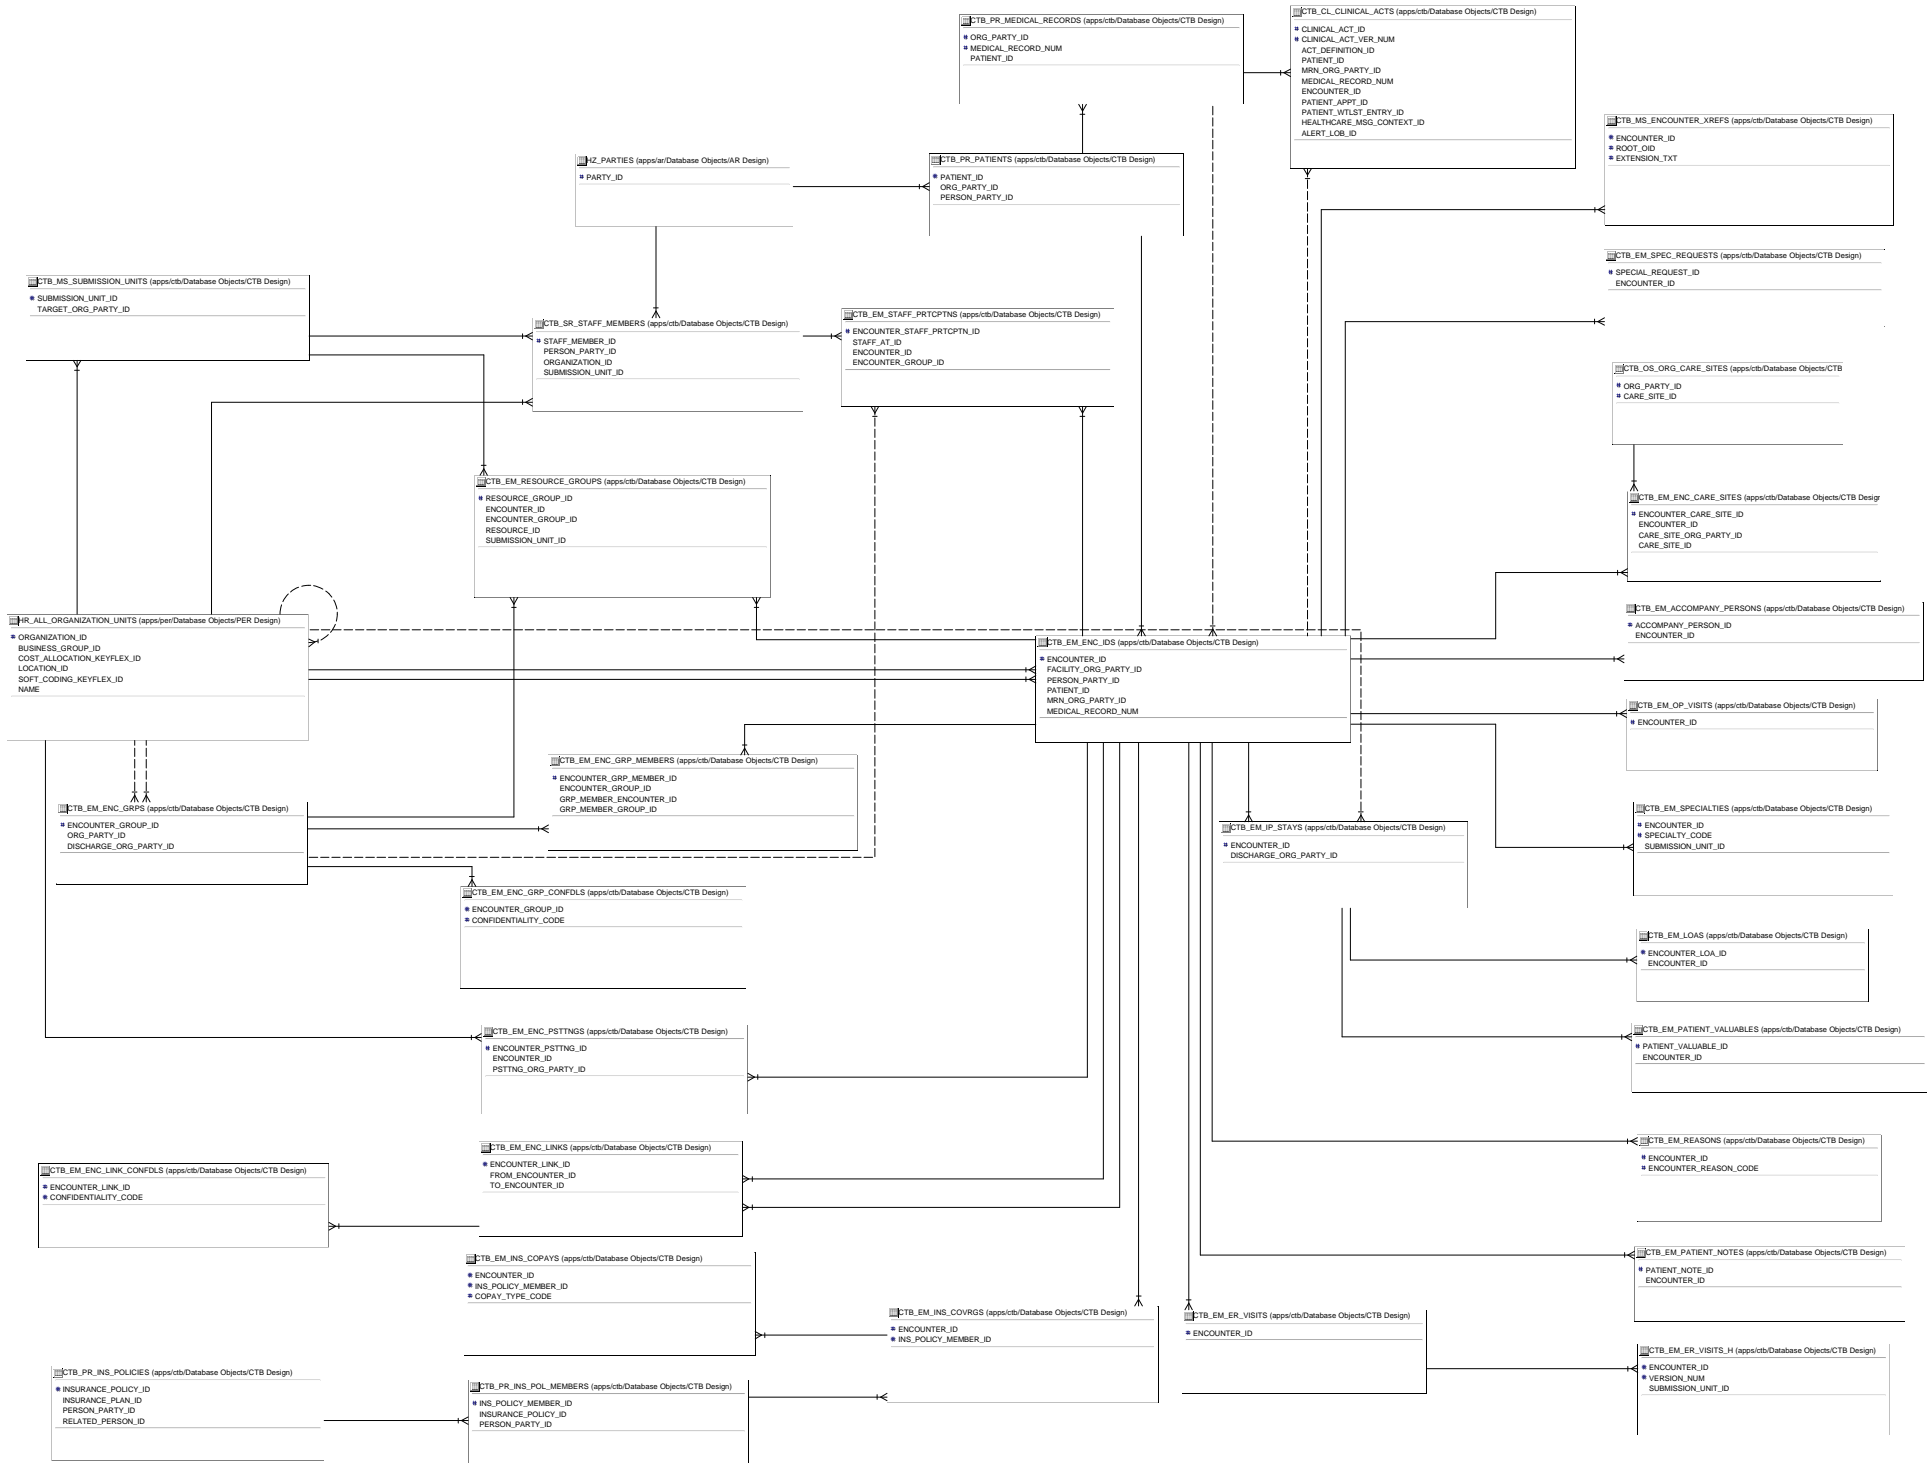 CTB_PR_MEDICAL_RECORDS (apps/ctb/Database Objects/CTB Design)
# ORG_PARTY_ID
# MEDICAL_RECORD_NUM
PATIENT_ID
CTB_CL_CLINICAL_ACTS (apps/ctb/Database Objects/CTB Design)
# CLINICAL_ACT_ID
# CLINICAL_ACT_VER_NUM
ACT_DEFINITION_ID
PATIENT_ID
MRN_ORG_PARTY_ID
MEDICAL_RECORD_NUM
ENCOUNTER_ID
PATIENT_APPT_ID
PATIENT_WTLST_ENTRY_ID
HEALTHCARE_MSG_CONTEXT_ID
ALERT_LOB_ID
CTB_MS_ENCOUNTER_XREFS (apps/ctb/Database Objects/CTB Design)
# ENCOUNTER_ID
# ROOT_OID
# EXTENSION_TXT
HZ_PARTIES (apps/ar/Database Objects/AR Design)
# PARTY_ID
CTB_PR_PATIENTS (apps/ctb/Database Objects/CTB Design)
# PATIENT_ID
ORG_PARTY_ID
PERSON_PARTY_ID
CTB_EM_SPEC_REQUESTS (apps/ctb/Database Objects/CTB Design)
# SPECIAL_REQUEST_ID
ENCOUNTER_ID
CTB_MS_SUBMISSION_UNITS (apps/ctb/Database Objects/CTB Design)
# SUBMISSION_UNIT_ID
TARGET_ORG_PARTY_ID
CTB_SR_STAFF_MEMBERS (apps/ctb/Database Objects/CTB Design)
# STAFF_MEMBER_ID
PERSON_PARTY_ID
ORGANIZATION_ID
SUBMISSION_UNIT_ID
CTB_EM_STAFF_PRTCPTNS (apps/ctb/Database Objects/CTB Design)
# ENCOUNTER_STAFF_PRTCPTN_ID
STAFF_AT_ID
ENCOUNTER_ID
ENCOUNTER_GROUP_ID
CTB_OS_ORG_CARE_SITES (apps/ctb/Database Objects/CTB
# ORG_PARTY_ID
# CARE_SITE_ID
CTB_EM_RESOURCE_GROUPS (apps/ctb/Database Objects/CTB Design)
# RESOURCE_GROUP_ID
ENCOUNTER_ID
ENCOUNTER_GROUP_ID
RESOURCE_ID
SUBMISSION_UNIT_ID
CTB_EM_ENC_CARE_SITES (apps/ctb/Database Objects/CTB Design
# ENCOUNTER_CARE_SITE_ID
ENCOUNTER_ID
CARE_SITE_ORG_PARTY_ID
CARE_SITE_ID
HR_ALL_ORGANIZATION_UNITS (apps/per/Database Objects/PER Design)
# ORGANIZATION_ID
BUSINESS_GROUP_ID
COST_ALLOCATION_KEYFLEX_ID
LOCATION_ID
SOFT_CODING_KEYFLEX_ID
NAME
CTB_EM_ENC_IDS (apps/ctb/Database Objects/CTB Design)
# ENCOUNTER_ID
FACILITY_ORG_PARTY_ID
PERSON_PARTY_ID
PATIENT_ID
MRN_ORG_PARTY_ID
MEDICAL_RECORD_NUM
CTB_EM_ACCOMPANY_PERSONS (apps/ctb/Database Objects/CTB Design)
# ACCOMPANY_PERSON_ID
ENCOUNTER_ID
CTB_EM_OP_VISITS (apps/ctb/Database Objects/CTB Design)
# ENCOUNTER_ID
CTB_EM_ENC_GRP_MEMBERS (apps/ctb/Database Objects/CTB Design)
# ENCOUNTER_GRP_MEMBER_ID
ENCOUNTER_GROUP_ID
GRP_MEMBER_ENCOUNTER_ID
GRP_MEMBER_GROUP_ID
CTB_EM_ENC_GRPS (apps/ctb/Database Objects/CTB Design)
# ENCOUNTER_GROUP_ID
ORG_PARTY_ID
DISCHARGE_ORG_PARTY_ID
CTB_EM_IP_STAYS (apps/ctb/Database Objects/CTB Design)
# ENCOUNTER_ID
DISCHARGE_ORG_PARTY_ID
CTB_EM_SPECIALTIES (apps/ctb/Database Objects/CTB Design)
# ENCOUNTER_ID
# SPECIALTY_CODE
SUBMISSION_UNIT_ID
CTB_EM_ENC_GRP_CONFDLS (apps/ctb/Database Objects/CTB Design)
# ENCOUNTER_GROUP_ID
# CONFIDENTIALITY_CODE
CTB_EM_LOAS (apps/ctb/Database Objects/CTB Design)
# ENCOUNTER_LOA_ID
ENCOUNTER_ID
CTB_EM_ENC_PSTTNGS (apps/ctb/Database Objects/CTB Design)
# ENCOUNTER_PSTTNG_ID
ENCOUNTER_ID
PSTTNG_ORG_PARTY_ID
CTB_EM_PATIENT_VALUABLES (apps/ctb/Database Objects/CTB Design)
# PATIENT_VALUABLE_ID
ENCOUNTER_ID
CTB_EM_ENC_LINK_CONFDLS (apps/ctb/Database Objects/CTB Design)
# ENCOUNTER_LINK_ID
# CONFIDENTIALITY_CODE
CTB_EM_ENC_LINKS (apps/ctb/Database Objects/CTB Design)
# ENCOUNTER_LINK_ID
FROM_ENCOUNTER_ID
TO_ENCOUNTER_ID
CTB_EM_REASONS (apps/ctb/Database Objects/CTB Design)
# ENCOUNTER_ID
# ENCOUNTER_REASON_CODE
CTB_EM_INS_COPAYS (apps/ctb/Database Objects/CTB Design)
# ENCOUNTER_ID
# INS_POLICY_MEMBER_ID
# COPAY_TYPE_CODE
CTB_EM_PATIENT_NOTES (apps/ctb/Database Objects/CTB Design)
# PATIENT_NOTE_ID
ENCOUNTER_ID
CTB_EM_INS_COVRGS (apps/ctb/Database Objects/CTB Design)
# ENCOUNTER_ID
# INS_POLICY_MEMBER_ID
CTB_EM_ER_VISITS (apps/ctb/Database Objects/CTB Design)
# ENCOUNTER_ID
CTB_EM_ER_VISITS_H (apps/ctb/Database Objects/CTB Design)
# ENCOUNTER_ID
# VERSION_NUM
SUBMISSION_UNIT_ID
CTB_PR_INS_POLICIES (apps/ctb/Database Objects/CTB Design)
# INSURANCE_POLICY_ID
INSURANCE_PLAN_ID
PERSON_PARTY_ID
RELATED_PERSON_ID
CTB_PR_INS_POL_MEMBERS (apps/ctb/Database Objects/CTB Design)
# INS_POLICY_MEMBER_ID
INSURANCE_POLICY_ID
PERSON_PARTY_ID